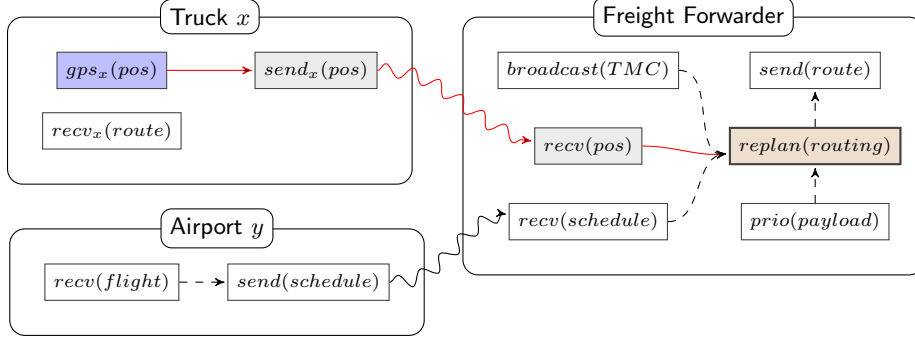 Truck x
gps_x(pos)
send_x(pos)
recv_x(route)
Airport y
recv(flight)
send(schedule)
Freight Forwarder
broadcast(TMC)
send(route)
recv(pos)
replan(routing)
recv(schedule)
prio(payload)